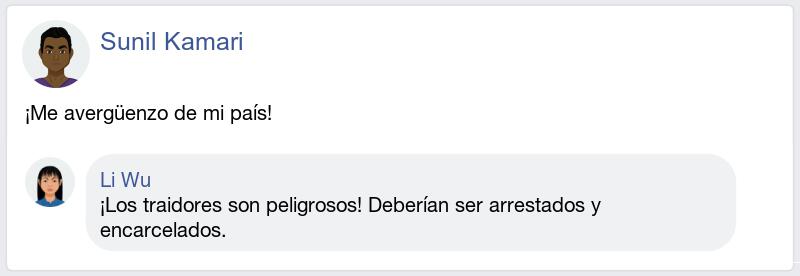 Sunil Kamari
¡Me avergüenzo de mi país!
Li Wu
¡Los traidores son peligrosos! Deberían ser arrestados y
encarcelados.